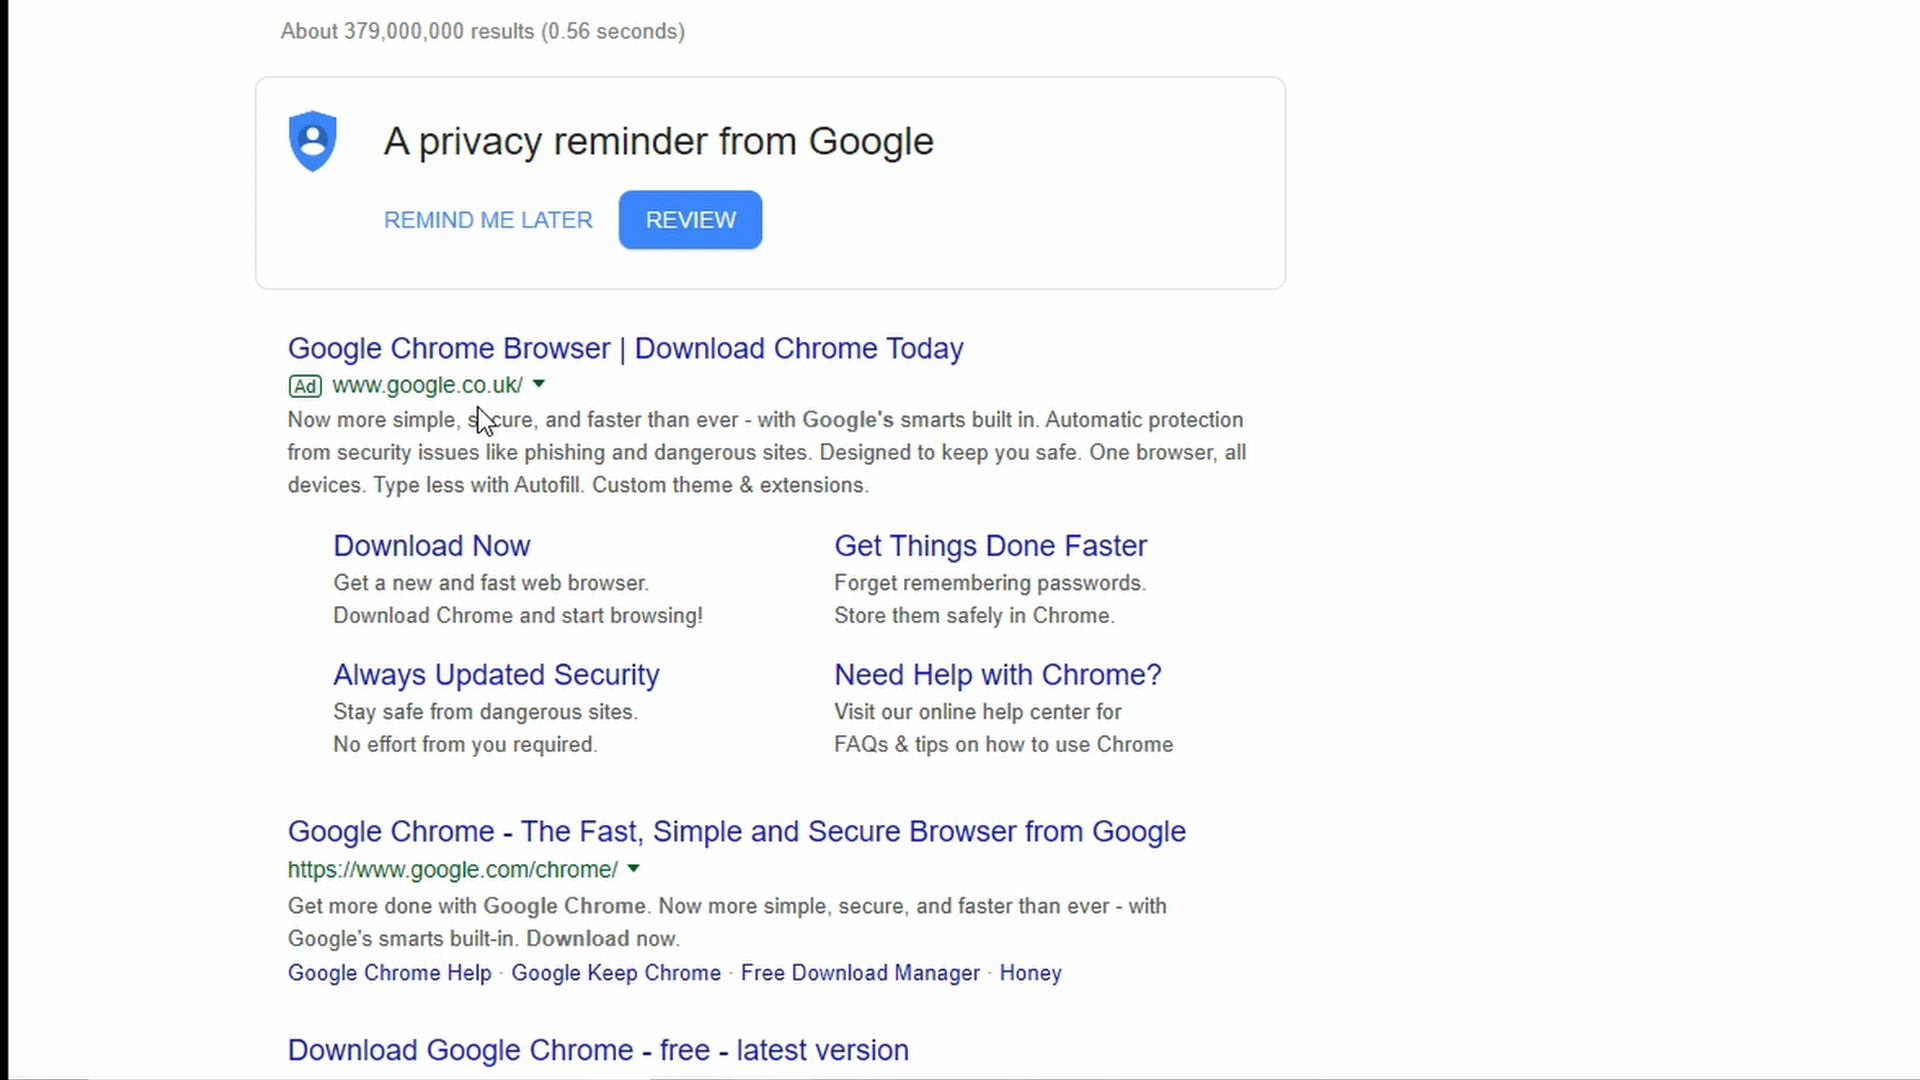 About 379,000,000 results (0.56 seconds)
A privacy reminder from Google
REMIND ME LATER REVIEW
Google Chrome Browser | Download Chrome Today
Ad www.google.co.uk/
Now more simple, secure, and faster than ever - with Google's smarts built in. Automatic protection
from security issues like phishing and dangerous sites. Designed to keep you safe. One browser, all
devices. Type less with Autofill. Custom theme & extensions.
Download Now
Get a new and fast web browser.
Download Chrome and start browsing!
Get Things Done Faster
Forget remembering passwords.
Store them safely in Chrome.
Always Updated Security
Stay safe from dangerous sites.
No effort from you required.
Need Help with Chrome?
Visit our online help center for
FAQs & tips on how to use Chrome
Google Chrome - The Fast, Simple and Secure Browser from Google
https://www.google.com/chrome/
Get more done with Google Chrome. Now more simple, secure, and faster than ever - with
Google's smarts built-in. Download now.
Google Chrome Help · Google Keep Chrome · Free Download Manager · Honey
Download Google Chrome - free - latest version